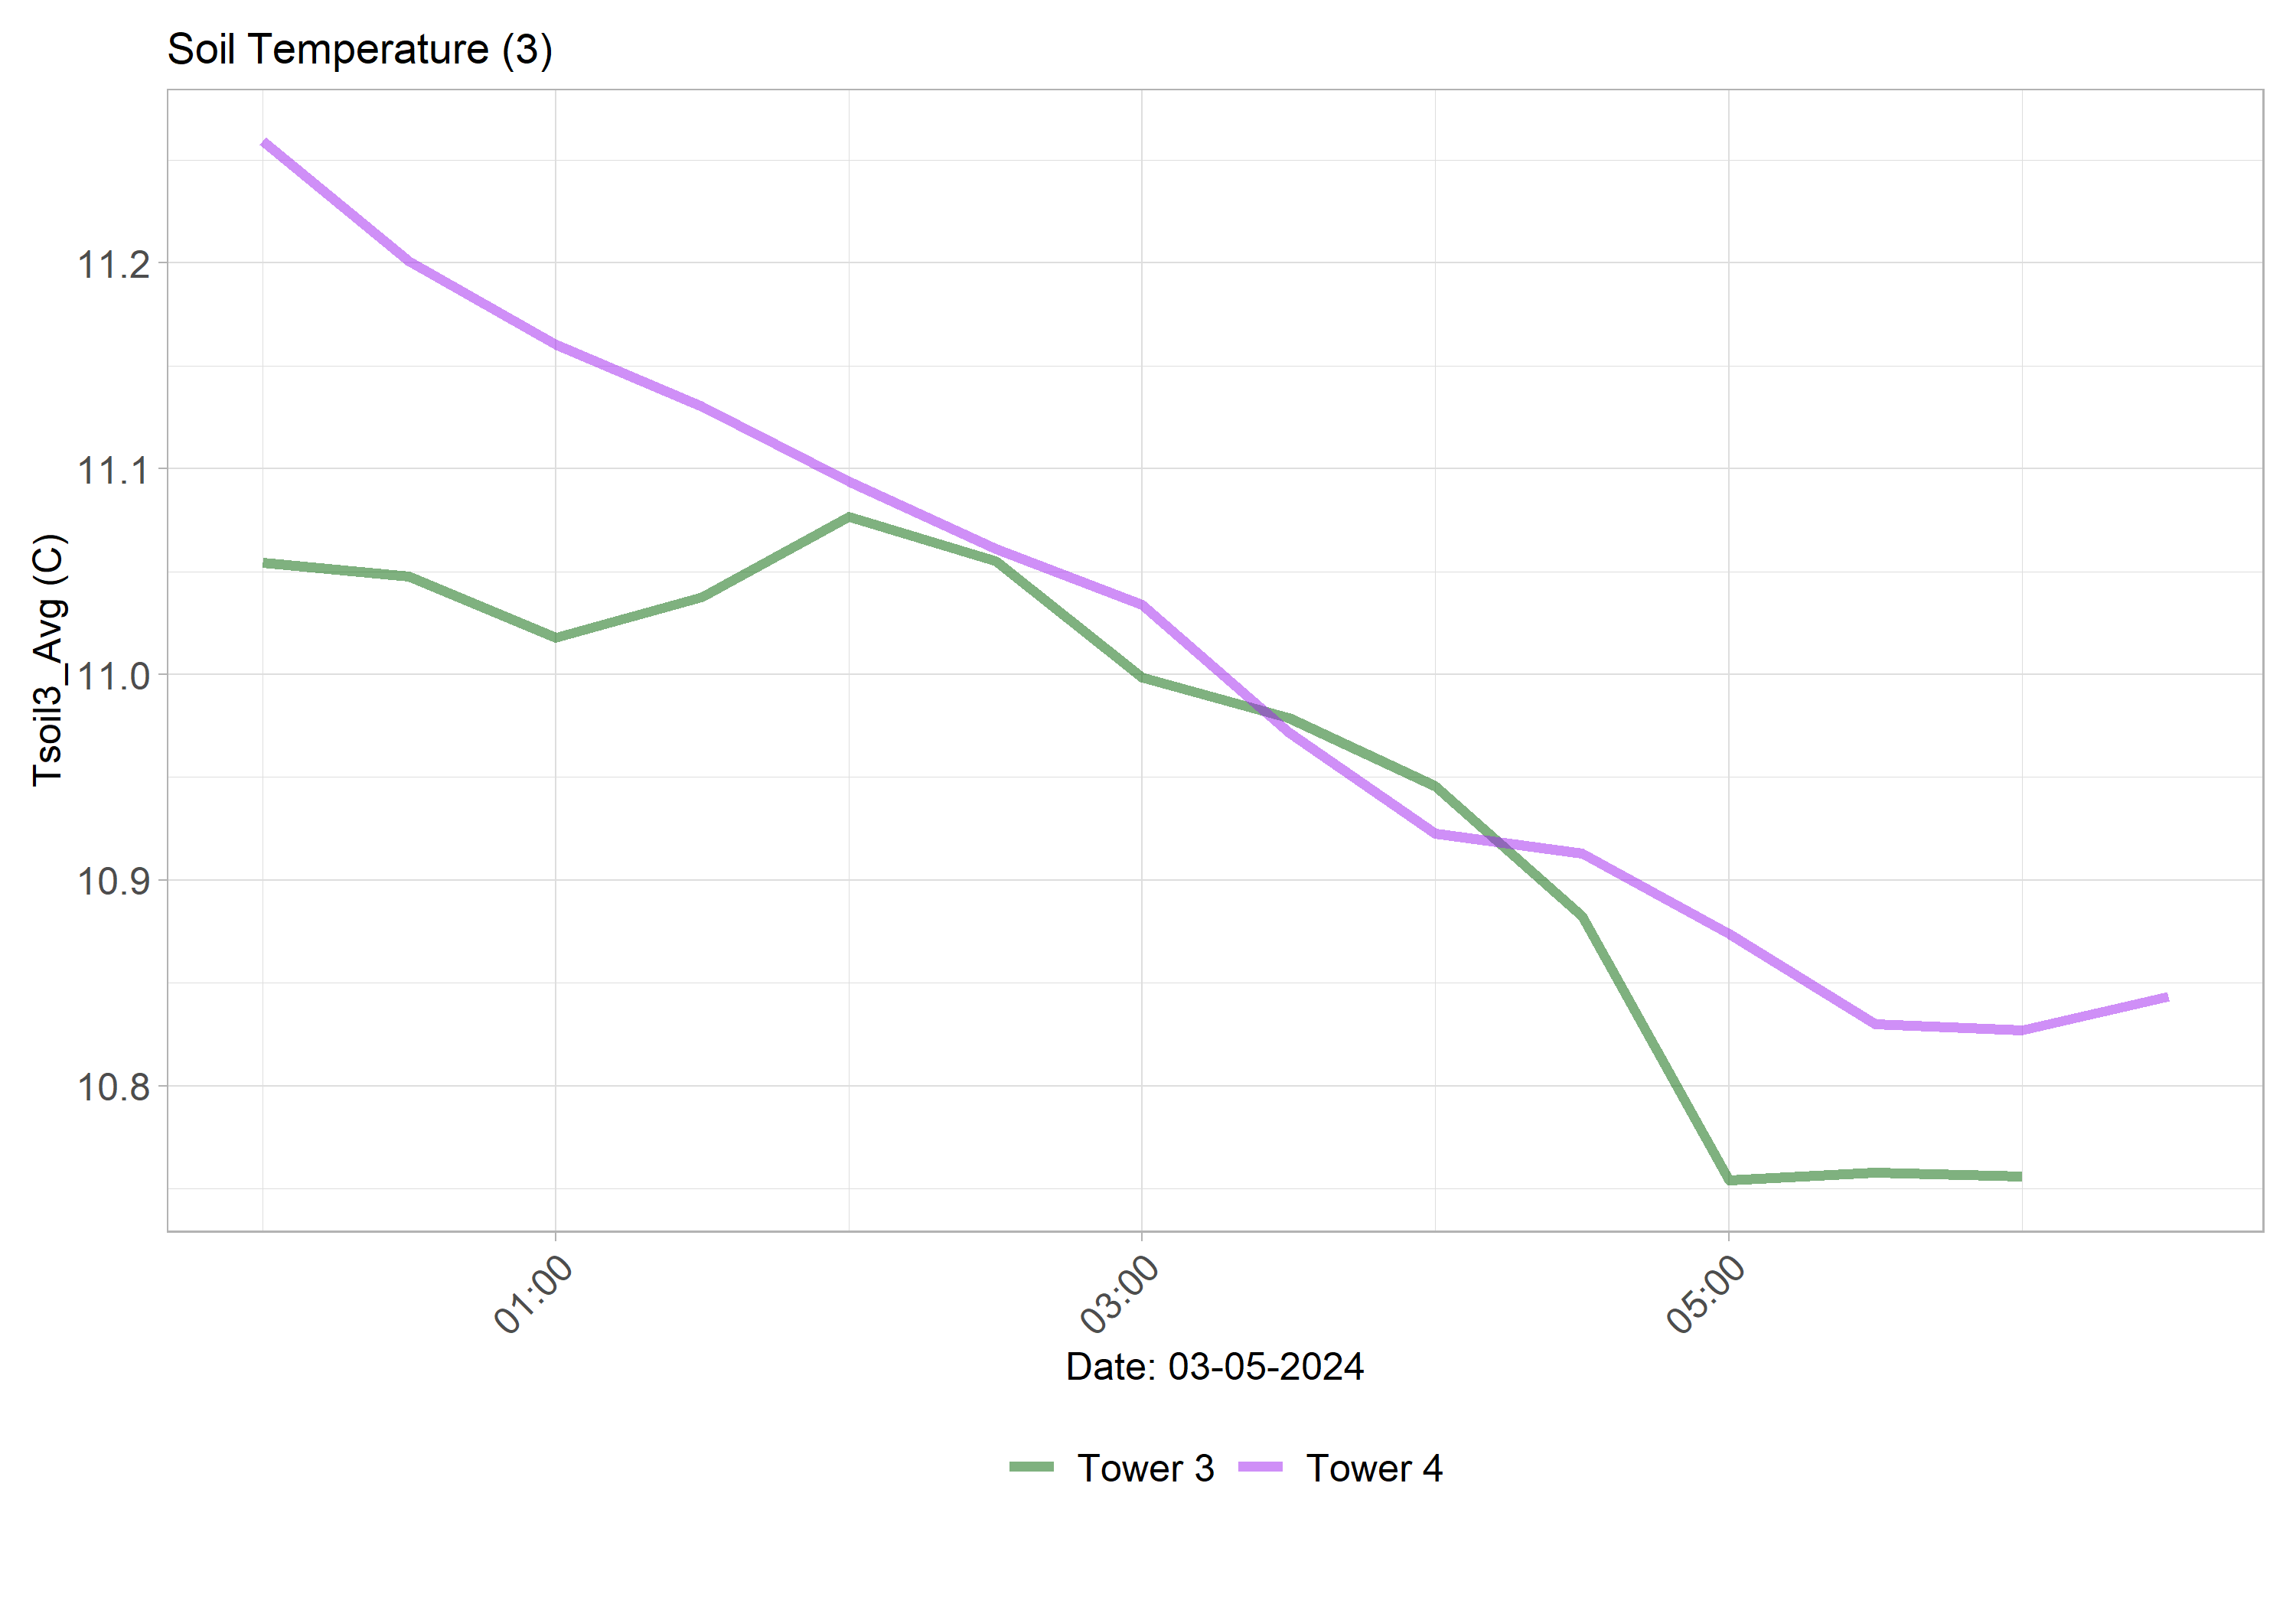 Soil Temperature (3)
Tsoil3_Avg (C)
11.2
11.1
11.0
10.9
10.8
01:00
03:00
05:00
Date: 03-05-2024
Tower 3
Tower 4